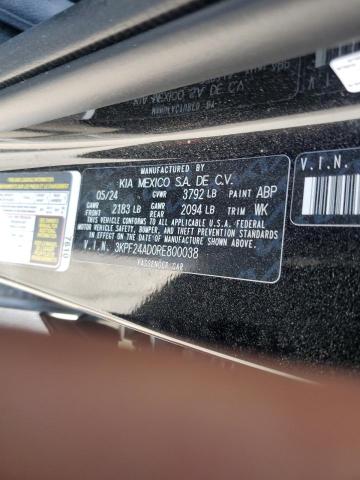 MANUFACTURED BY
KIA MEXICO S.A. DE C.V.
05/24 GVWR 3792 LB PAINT ABP
GAWR FRONT 2183 LB GAWR REAR 2094 LB TRIM WK
THIS VEHICLE CONFORMS TO ALL APPLICABLE U.S.A. FEDERAL
MOTOR VEHICLE SAFETY, BUMPER, AND THEFT PREVENTION
STANDARDS IN EFFECT ON THE DATE OF MANUFACTURE SHOWN ABOVE.
V.I.N. 3KPF24AD0RE800038
PASSENGER CAR
V.I.N.